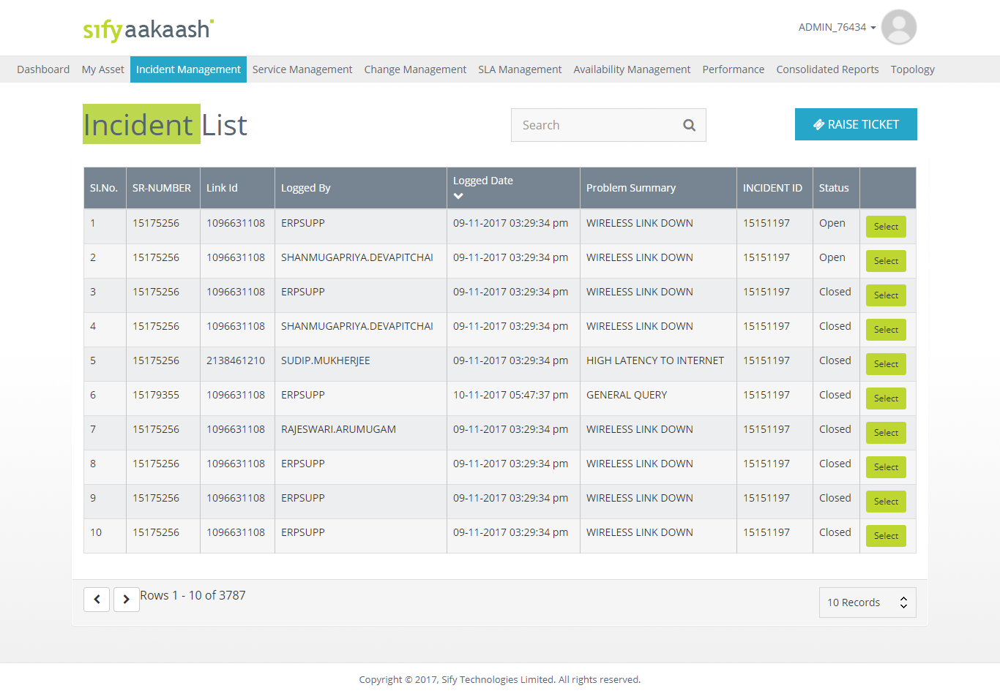 sify aakaash
ADMIN_76434
Dashboard My Asset Incident Management Service Management Change Management SLA Management Availability Management Performance Consolidated Reports Topology
Incident List
Search
RAISE TICKET
Sl.No. SR-NUMBER Link Id Logged By Logged Date Problem Summary INCIDENT ID Status
1 15175256 1096631108 ERPSUPP 09-11-2017 03:29:34 pm WIRELESS LINK DOWN 15151197 Open Select
2 15175256 1096631108 SHANMUGAPRIYA.DEVAPITCHAI 09-11-2017 03:29:34 pm WIRELESS LINK DOWN 15151197 Open Select
3 15175256 1096631108 ERPSUPP 09-11-2017 03:29:34 pm WIRELESS LINK DOWN 15151197 Closed Select
4 15175256 1096631108 SHANMUGAPRIYA.DEVAPITCHAI 09-11-2017 03:29:34 pm WIRELESS LINK DOWN 15151197 Closed Select
5 15175256 2138461210 SUDIP.MUKHERJEE 09-11-2017 03:29:34 pm HIGH LATENCY TO INTERNET 15151197 Closed Select
6 15179355 1096631108 ERPSUPP 10-11-2017 05:47:37 pm GENERAL QUERY 15151197 Closed Select
7 15175256 1096631108 RAJESWARI.ARUMUGAM 09-11-2017 03:29:34 pm WIRELESS LINK DOWN 15151197 Closed Select
8 15175256 1096631108 ERPSUPP 09-11-2017 03:29:34 pm WIRELESS LINK DOWN 15151197 Closed Select
9 15175256 1096631108 ERPSUPP 09-11-2017 03:29:34 pm WIRELESS LINK DOWN 15151197 Closed Select
10 15175256 1096631108 ERPSUPP 09-11-2017 03:29:34 pm WIRELESS LINK DOWN 15151197 Closed Select
Rows 1 - 10 of 3787
10 Records
Copyright © 2017, Sify Technologies Limited. All rights reserved.